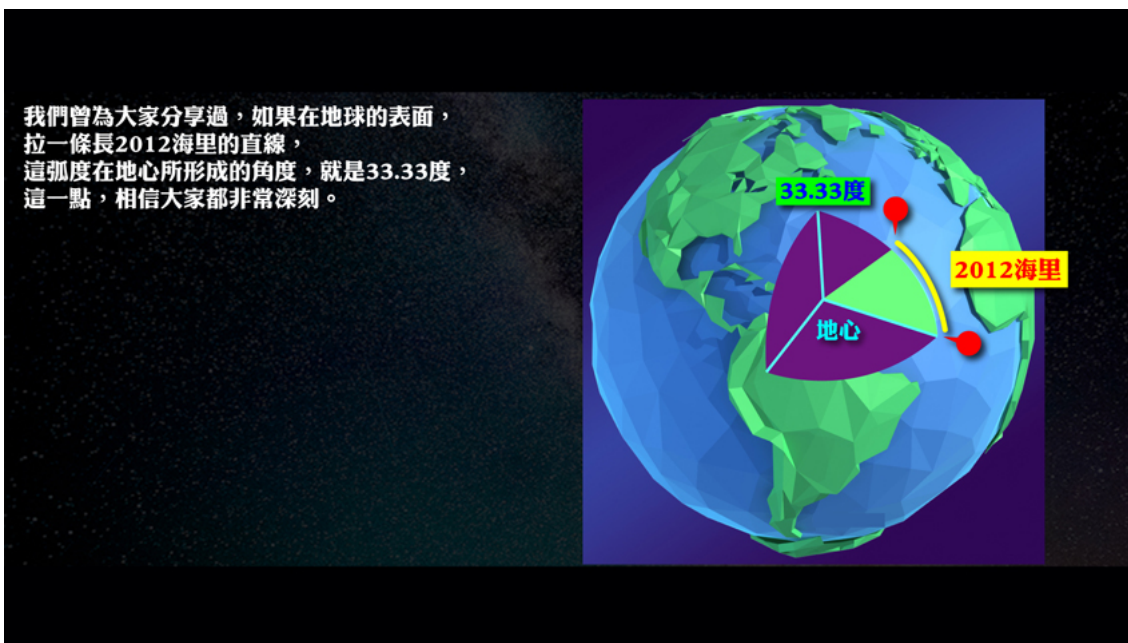 我們曾為大家分享過，如果在地球的表面，
拉一條長2012海里的直線，
這弧度在地心所形成的角度，就是33.33度，
這一點，相信大家都非常深刻。
33.33度
2012海里
地心